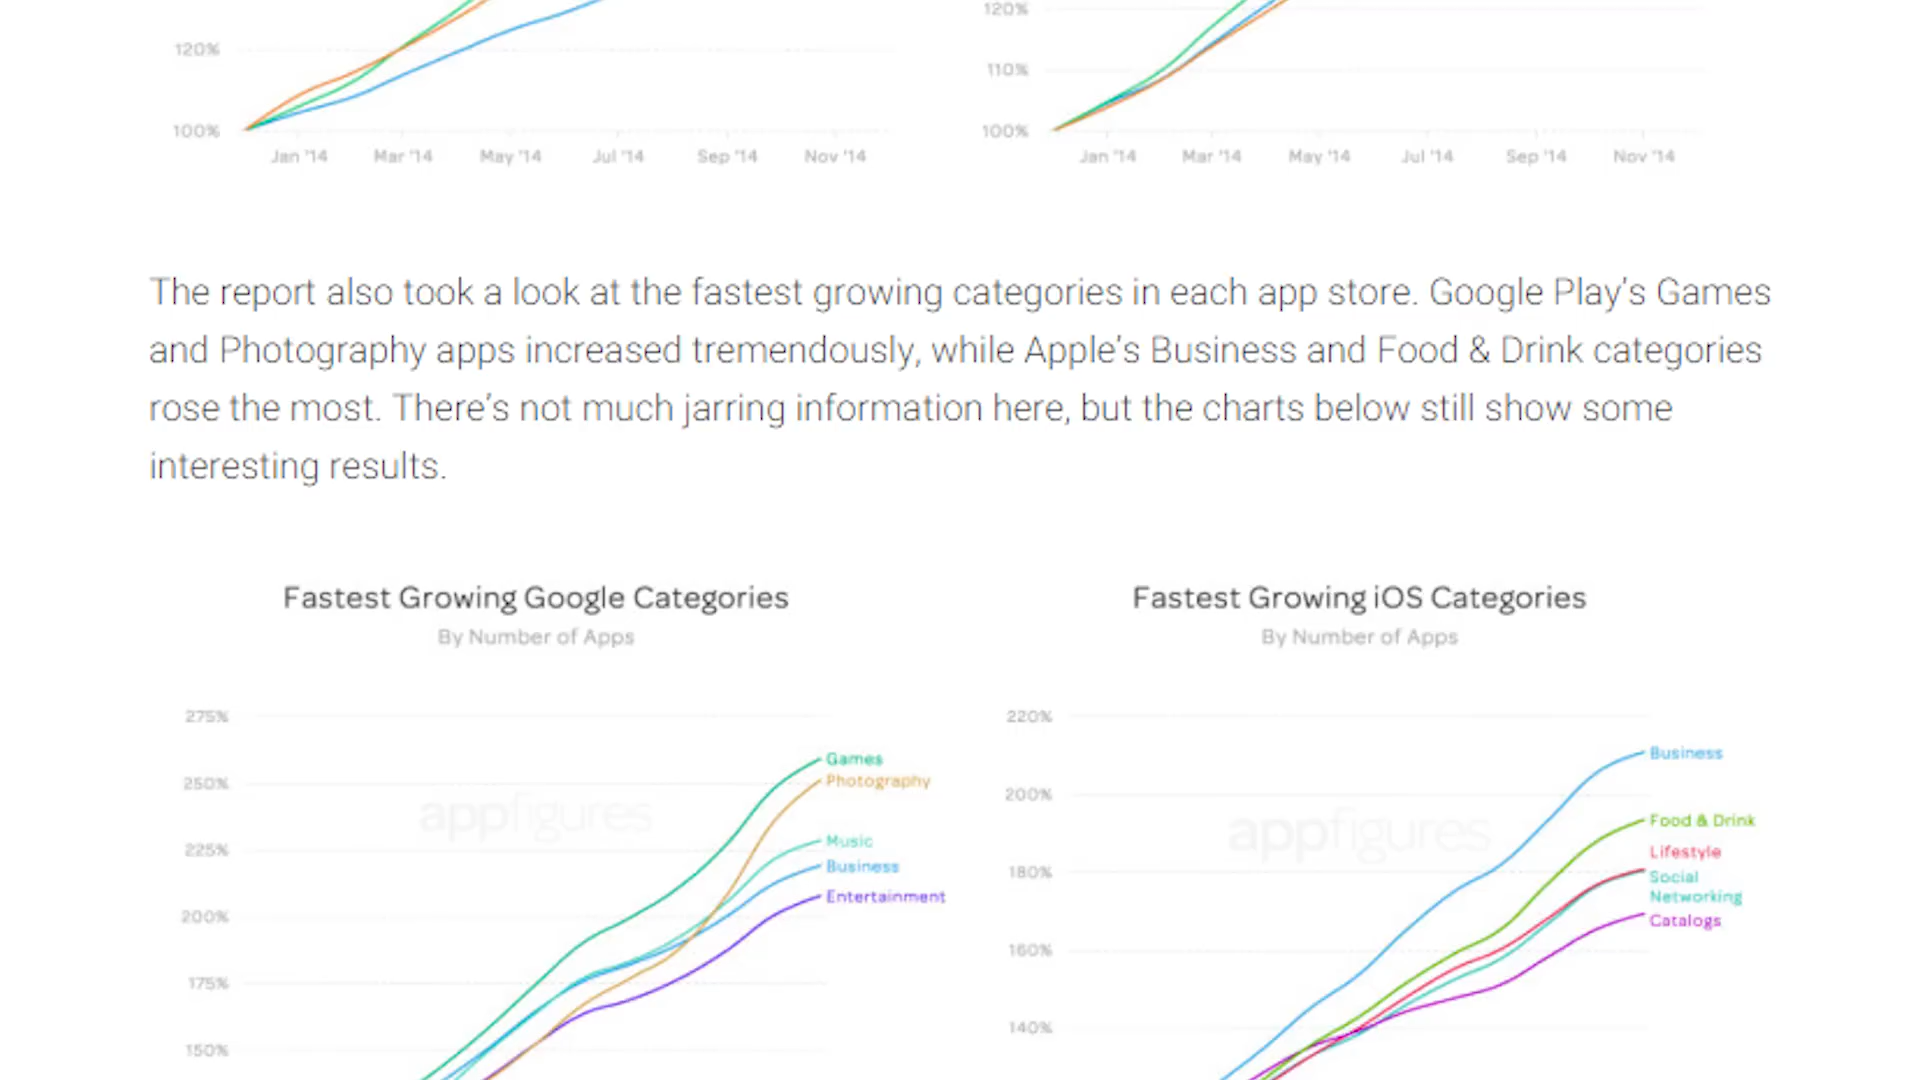 120%
100%
Jan '14 Mar '14 May '14 Jul '14 Sep '14 Nov '14
120%
110%
100%
Jan '14 Mar '14 May '14 Jul '14 Sep '14 Nov '14
The report also took a look at the fastest growing categories in each app store. Google Play's Games
and Photography apps increased tremendously, while Apple's Business and Food & Drink categories
rose the most. There's not much jarring information here, but the charts below still show some
interesting results.
Fastest Growing Google Categories
By Number of Apps
275%
250%
225%
200%
175%
150%
appfigures
Games
Photography
Music
Business
Entertainment
Fastest Growing iOS Categories
By Number of Apps
220%
200%
180%
160%
140%
appfigures
Business
Food & Drink
Lifestyle
Social
Networking
Catalogs